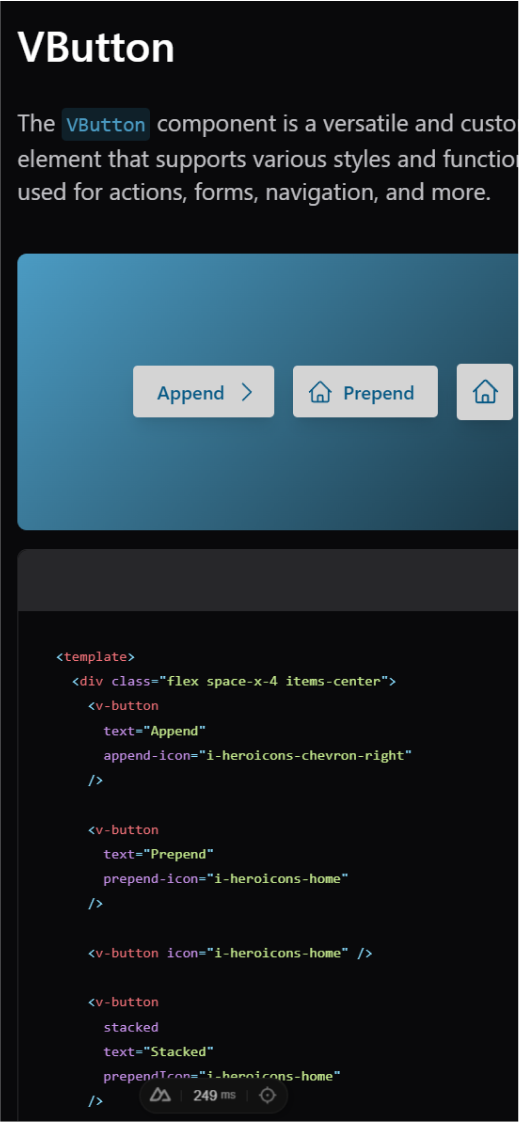 VButton
The VButton component is a versatile and custo
element that supports various styles and function
used for actions, forms, navigation, and more.
Append Prepend
<template>
<div class="flex space-x-4 items-center">
<v-button
text="Append"
append-icon="i-heroicons-chevron-right"
/>
<v-button
text="Prepend"
prepend-icon="i-heroicons-home"
/>
<v-button icon="i-heroicons-home" />
<v-button
stacked
text="Stacked"
prependIcon="i-heroicons-home"
/>
249 ms